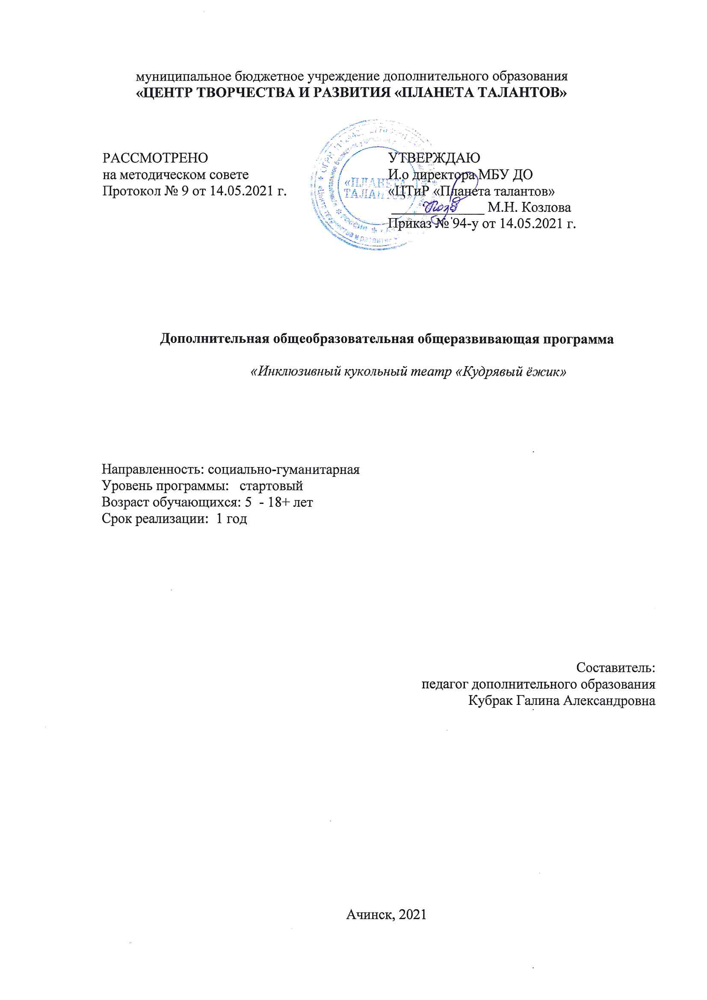 муниципальное бюджетное учреждение дополнительного образования
«ЦЕНТР ТВОРЧЕСТВА И РАЗВИТИЯ «ПЛАНЕТА ТАЛАНТОВ»
РАССМОТРЕНО
на методическом совете
Протокол № 9 от 14.05.2021 г.
«ПЛАНЕТА
ТАЛАНТОВ»
УТВЕРЖДАЮ
И.о директора МБУ ДО
«ЦТиР «Планета талантов»
____________ М.Н. Козлова
Приказ № 94-у от 14.05.2021 г.
Дополнительная общеобразовательная общеразвивающая программа
«Инклюзивный кукольный театр «Кудрявый ёжик»
Направленность: социально-гуманитарная
Уровень программы:   стартовый
Возраст обучающихся: 5  - 18+ лет
Срок реализации:  1 год
Составитель:
педагог дополнительного образования
Кубрак Галина Александровна
Ачинск, 2021